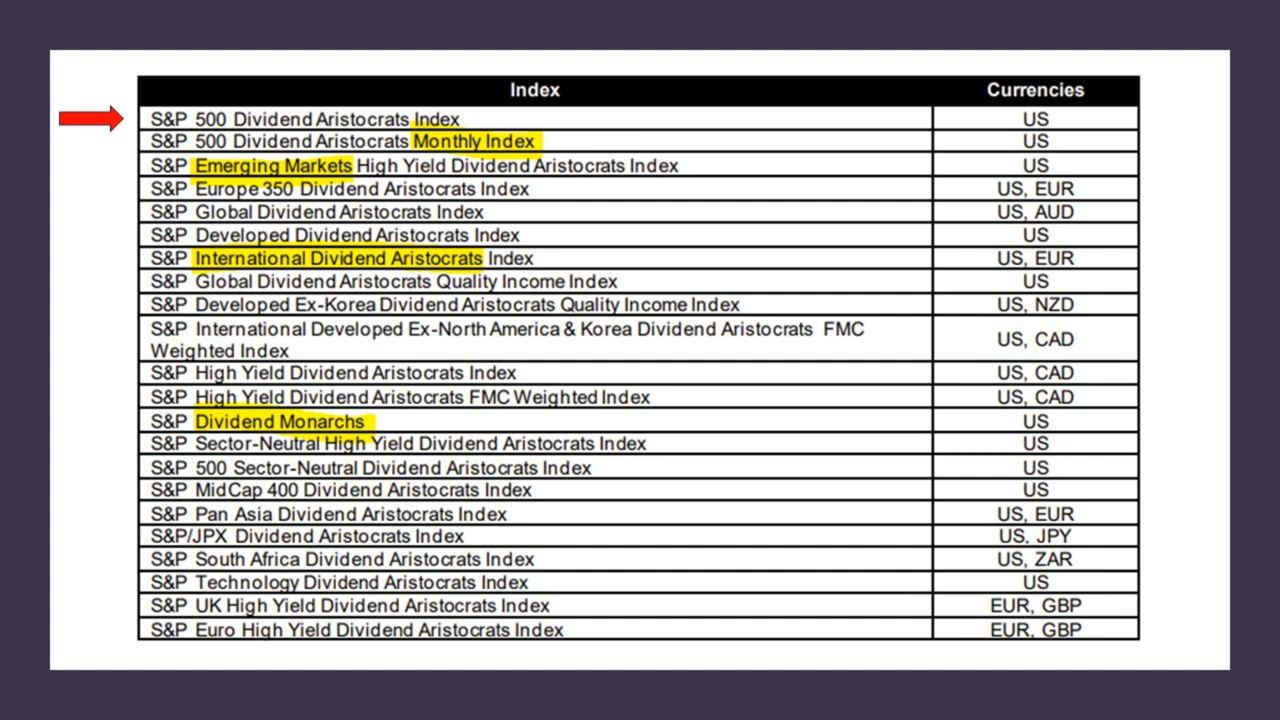 Index Currencies
S&P 500 Dividend Aristocrats Index US
S&P 500 Dividend Aristocrats Monthly Index US
S&P Emerging Markets High Yield Dividend Aristocrats Index US
S&P Europe 350 Dividend Aristocrats Index US, EUR
S&P Global Dividend Aristocrats Index US, AUD
S&P Developed Dividend Aristocrats Index US
S&P International Dividend Aristocrats Index US, EUR
S&P Global Dividend Aristocrats Quality Income Index US
S&P Developed Ex-Korea Dividend Aristocrats Quality Income Index US, NZD
S&P International Developed Ex-North America & Korea Dividend Aristocrats FMC
Weighted Index US, CAD
S&P High Yield Dividend Aristocrats Index US, CAD
S&P High Yield Dividend Aristocrats FMC Weighted Index US, CAD
S&P Dividend Monarchs US
S&P Sector-Neutral High Yield Dividend Aristocrats Index US
S&P 500 Sector-Neutral Dividend Aristocrats Index US
S&P MidCap 400 Dividend Aristocrats Index US
S&P Pan Asia Dividend Aristocrats Index US, EUR
S&P/JPX Dividend Aristocrats Index US, JPY
S&P South Africa Dividend Aristocrats Index US, ZAR
S&P Technology Dividend Aristocrats Index US
S&P UK High Yield Dividend Aristocrats Index EUR, GBP
S&P Euro High Yield Dividend Aristocrats Index EUR, GBP